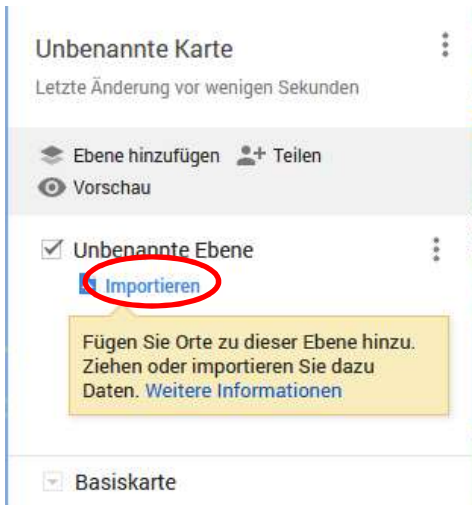 Unbenannte Karte
Letzte Änderung vor wenigen Sekunden
Ebene hinzufügen Teilen
Vorschau
Unbenannte Ebene
Importieren
Fügen Sie Orte zu dieser Ebene hinzu.
Ziehen oder importieren Sie dazu
Daten. Weitere Informationen
Basiskarte